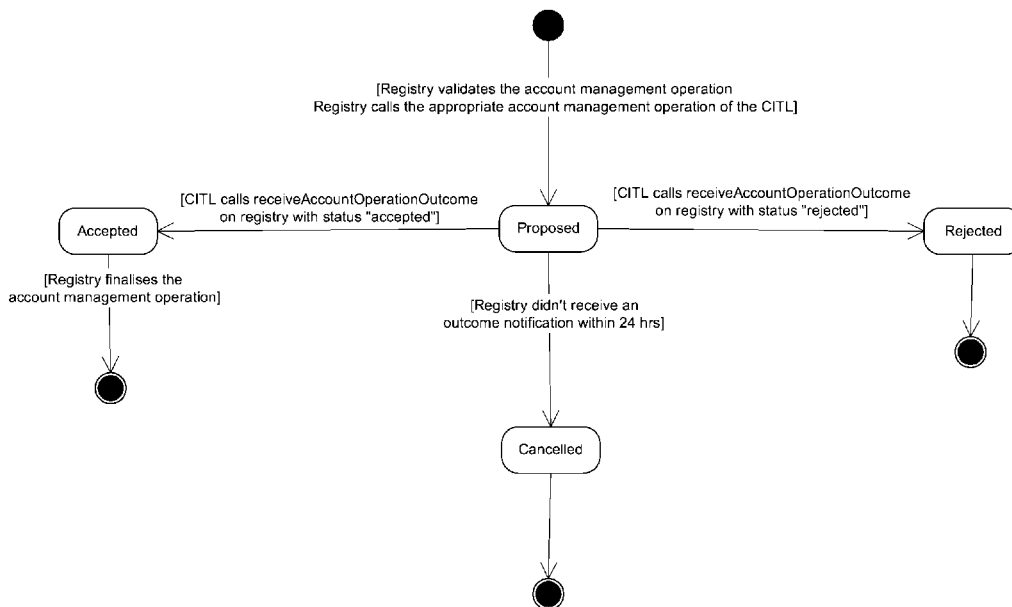 [Registry validates the account management operation
Registry calls the appropriate account management operation of the CITL]
[CITL calls receiveAccountOperationOutcome
on registry with status "accepted"]
[CITL calls receiveAccountOperationOutcome
on registry with status "rejected"]
Accepted
Proposed
Rejected
[Registry finalises the
account management operation]
[Registry didn't receive an
outcome notification within 24 hrs]
Cancelled